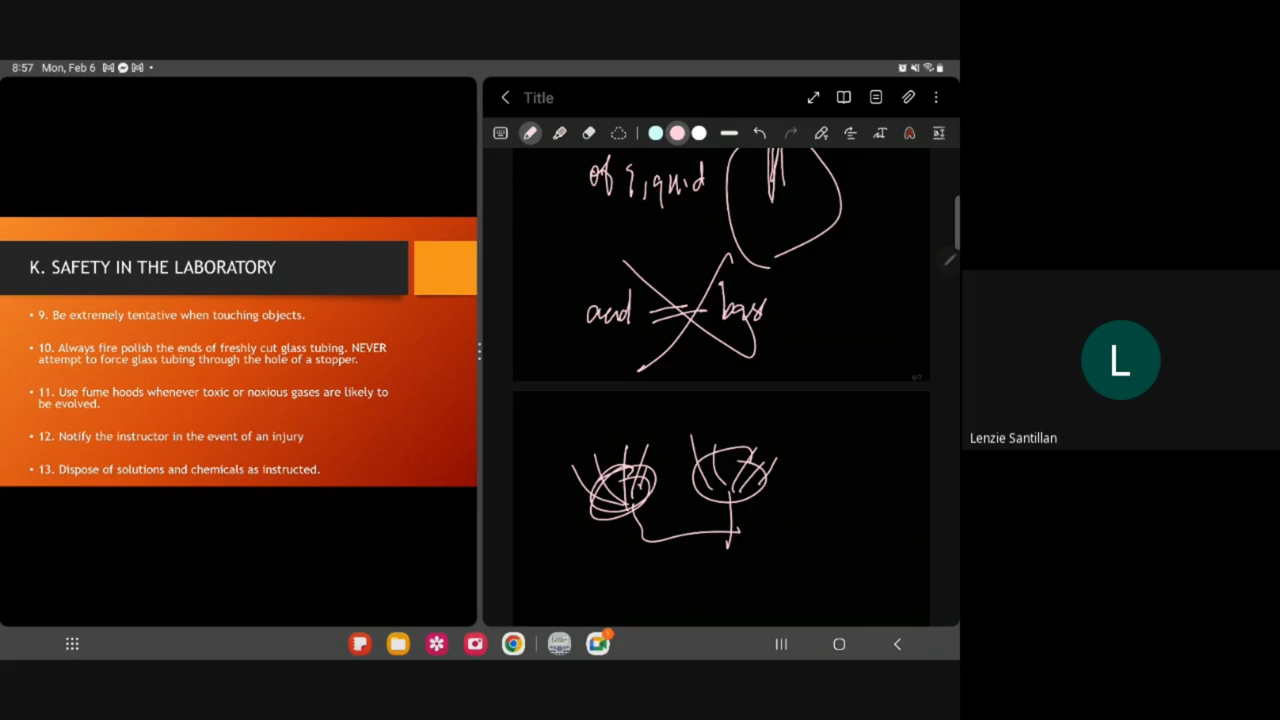 8:57 Mon, Feb 6
K. SAFETY IN THE LABORATORY
• 9. Be extremely tentative when touching objects.
• 10. Always fire polish the ends of freshly cut glass tubing. NEVER
attempt to force glass tubing through the hole of a stopper.
• 11. Use fume hoods whenever toxic or noxious gases are likely to
be evolved.
• 12. Notify the instructor in the event of an injury
• 13. Dispose of solutions and chemicals as instructed.
Title
of liquid
acid
6/7
L
Lenzie Santillan